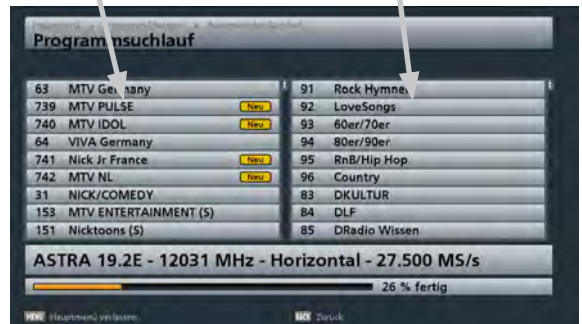 Programmsuchlauf
63 MTV Germany
739 MTV PULSE Neu
740 MTV IDOL Neu
64 VIVA Germany
741 Nick Jr France Neu
742 MTV NL Neu
31 NICK/COMEDY
153 MTV ENTERTAINMENT (S)
151 Nicktoons (S)
91 Rock Hymnen
92 LoveSongs
93 60er/70er
94 80er/90er
95 RnB/Hip Hop
96 Country
83 DKULTUR
84 DLF
85 DRadio Wissen
ASTRA 19.2E - 12031 MHz - Horizontal - 27.500 MS/s
26 % fertig
MENU Hauptmenü verlassen
BACK Zurück